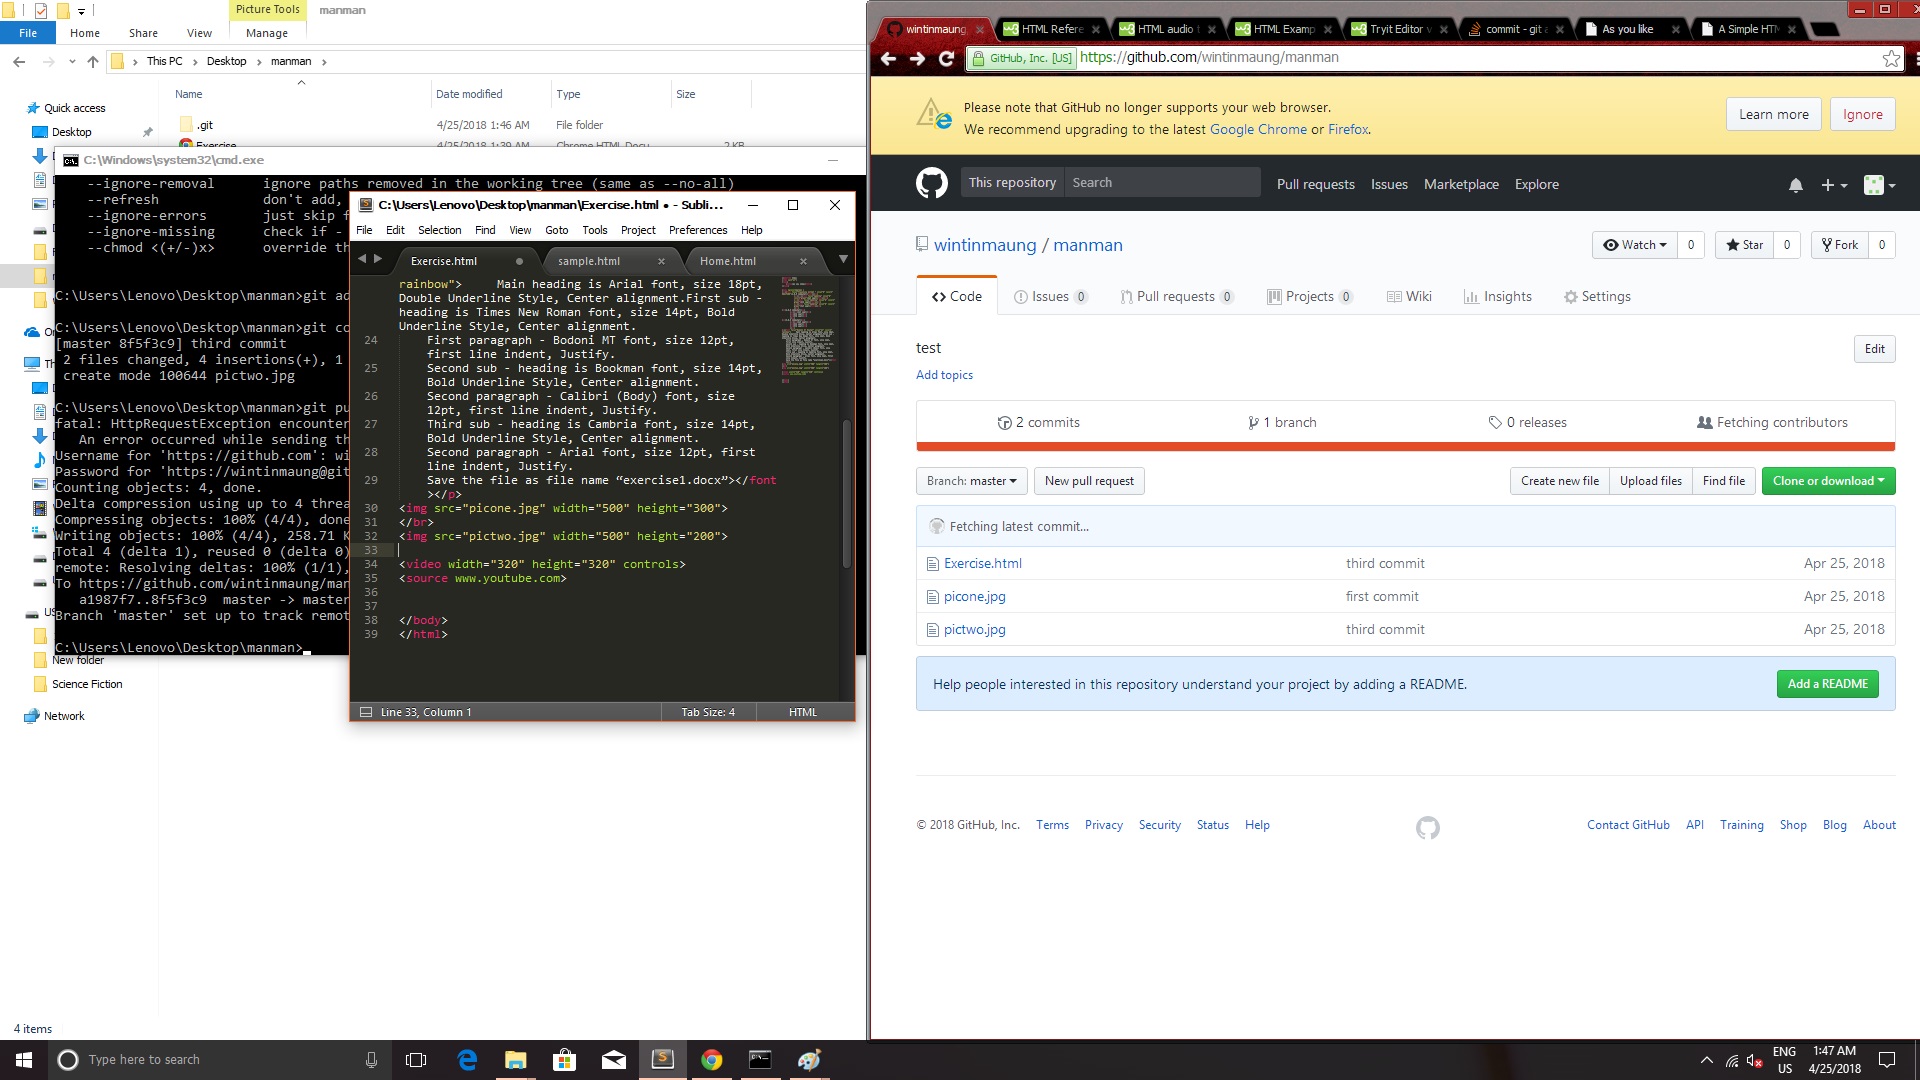 Picture Tools
manman
File
Home
Share
View
Manage
This PC
Desktop
manman
Name
Date modified
Type
Size
Quick access
Desktop
.git
4/25/2018 1:46 AM
File folder
C:\Windows\system32\cmd.exe
--ignore-removal ignore paths removed in the working tree (same as --no-all)
--refresh don't add,
--ignore-errors just skip f
--ignore-missing check if -
--chmod <(+/-)x> override th
C:\Users\Lenovo\Desktop\manman>git ad
C:\Users\Lenovo\Desktop\manman>git co
[master 8f5f3c9] third commit
2 files changed, 4 insertions(+), 1
create mode 100644 pictwo.jpg
C:\Users\Lenovo\Desktop\manman>git pu
fatal: HttpRequestException encounter
An error occurred while sending th
Username for 'https://github.com': wi
Password for 'https://wintinmaung@git
Counting objects: 4, done.
Delta compression using up to 4 threa
Compressing objects: 100% (4/4), done
Writing objects: 100% (4/4), 258.71 K
Total 4 (delta 1), reused 0 (delta 0)
remote: Resolving deltas: 100% (1/1),
To https://github.com/wintinmaung/man
a1987f7..8f5f3c9 master -> master
Branch 'master' set up to track remot
C:\Users\Lenovo\Desktop\manman>
New folder
Science Fiction
Network
4 items
C:\Users\Lenovo\Desktop\manman\Exercise.html • - Subli...
File Edit Selection Find View Goto Tools Project Preferences Help
Exercise.html
sample.html
Home.html
rainbow"> Main heading is Arial font, size 18pt,
Double Underline Style, Center alignment.First sub -
heading is Times New Roman font, size 14pt, Bold
Underline Style, Center alignment.
24 First paragraph - Bodoni MT font, size 12pt,
first line indent, Justify.
25 Second sub - heading is Bookman font, size 14pt,
Bold Underline Style, Center alignment.
26 Second paragraph - Calibri (Body) font, size
12pt, first line indent, Justify.
27 Third sub - heading is Cambria font, size 14pt,
Bold Underline Style, Center alignment.
28 Second paragraph - Arial font, size 12pt, first
line indent, Justify.
29 Save the file as file name “exercise1.docx”></font
></p>
30 <img src="picone.jpg" width="500" height="300">
31 </br>
32 <img src="pictwo.jpg" width="500" height="200">
33
34 <video width="320" height="320" controls>
35 <source www.youtube.com>
36
37
38 </body>
39 </html>
Line 33, Column 1
Tab Size: 4
HTML
wintinmaung
HTML Refere
HTML audio t
HTML Examp
Tryit Editor v
commit - git a
As you like
A Simple HTM
GitHub, Inc. [US]
https://github.com/wintinmaung/manman
Please note that GitHub no longer supports your web browser.
We recommend upgrading to the latest Google Chrome or Firefox.
Learn more
Ignore
This repository
Search
Pull requests
Issues
Marketplace
Explore
wintinmaung / manman
Watch 0
Star 0
Fork 0
Code
Issues 0
Pull requests 0
Projects 0
Wiki
Insights
Settings
test
Edit
Add topics
2 commits
1 branch
0 releases
Fetching contributors
Branch: master
New pull request
Create new file
Upload files
Find file
Clone or download
Fetching latest commit...
Exercise.html third commit Apr 25, 2018
picone.jpg first commit Apr 25, 2018
pictwo.jpg third commit Apr 25, 2018
Help people interested in this repository understand your project by adding a README.
Add a README
© 2018 GitHub, Inc.
Terms
Privacy
Security
Status
Help
Contact GitHub
API
Training
Shop
Blog
About
Type here to search
ENG
US
1:47 AM
4/25/2018